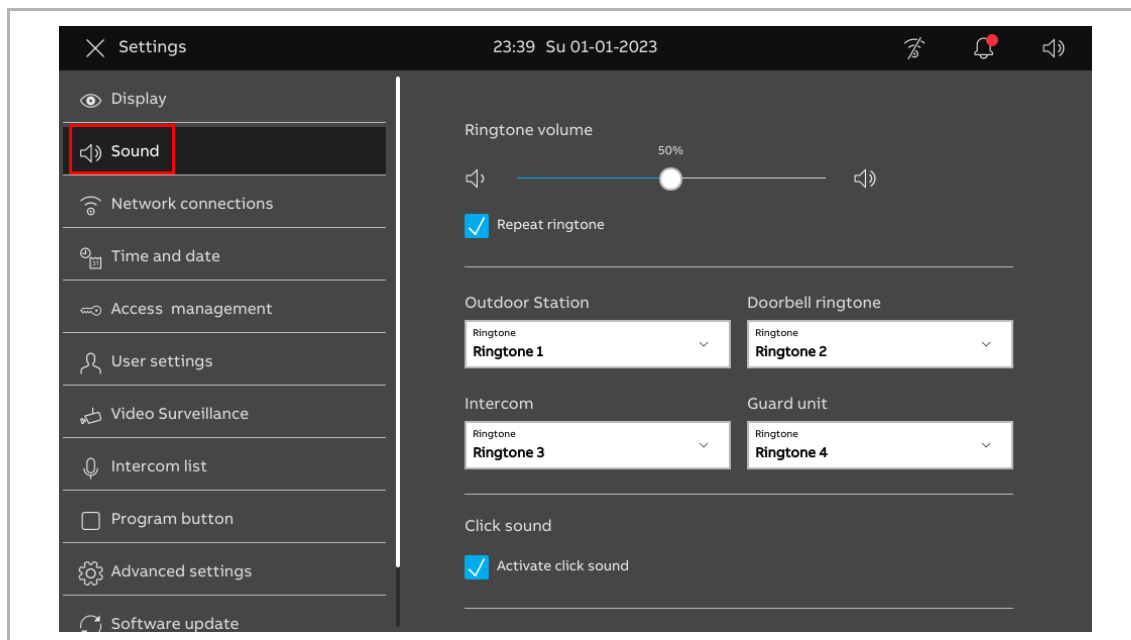 Settings
23:39 Su 01-01-2023
Display
Sound
Network connections
Time and date
Access management
User settings
Video Surveillance
Intercom list
Program button
Advanced settings
Software update
Ringtone volume
50%
Repeat ringtone
Outdoor Station
Ringtone
Ringtone 1
Doorbell ringtone
Ringtone
Ringtone 2
Intercom
Ringtone
Ringtone 3
Guard unit
Ringtone
Ringtone 4
Click sound
Activate click sound